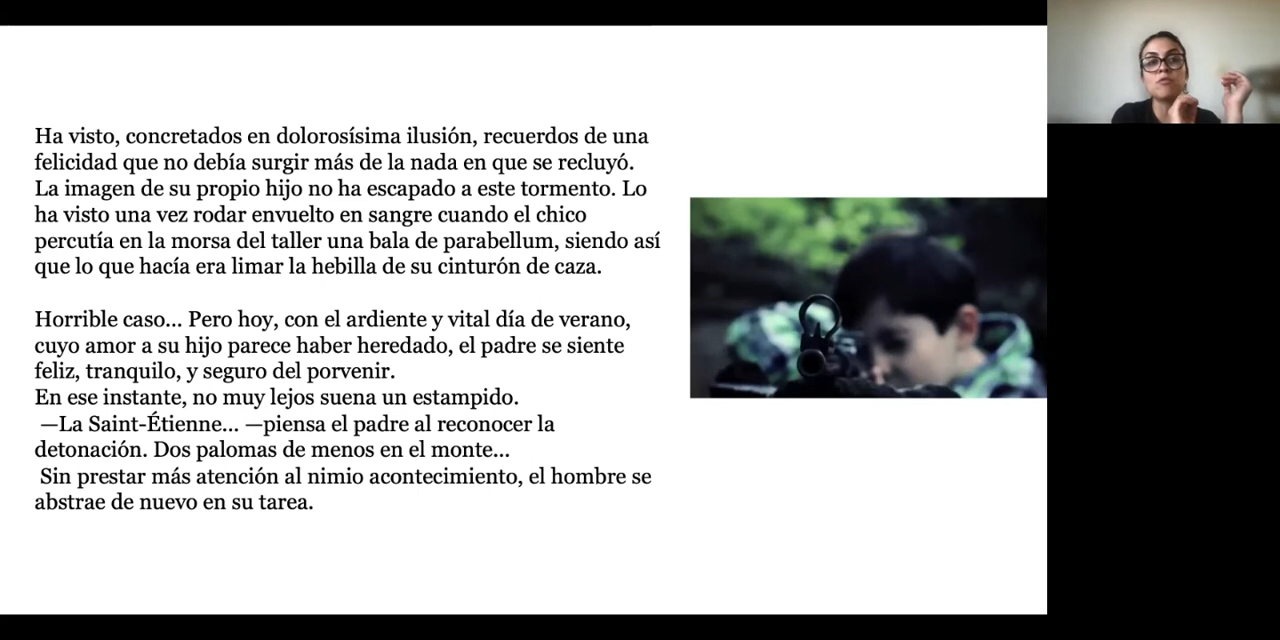 Ha visto, concretados en dolorosísima ilusión, recuerdos de una
felicidad que no debía surgir más de la nada en que se recluyó.
La imagen de su propio hijo no ha escapado a este tormento. Lo
ha visto una vez rodar envuelto en sangre cuando el chico
percutía en la morsa del taller una bala de parabellum, siendo así
que lo que hacía era limar la hebilla de su cinturón de caza.
Horrible caso... Pero hoy, con el ardiente y vital día de verano,
cuyo amor a su hijo parece haber heredado, el padre se siente
feliz, tranquilo, y seguro del porvenir.
En ese instante, no muy lejos suena un estampido.
—La Saint-Étienne... —piensa el padre al reconocer la
detonación. Dos palomas de menos en el monte...
Sin prestar más atención al nimio acontecimiento, el hombre se
abstrae de nuevo en su tarea.